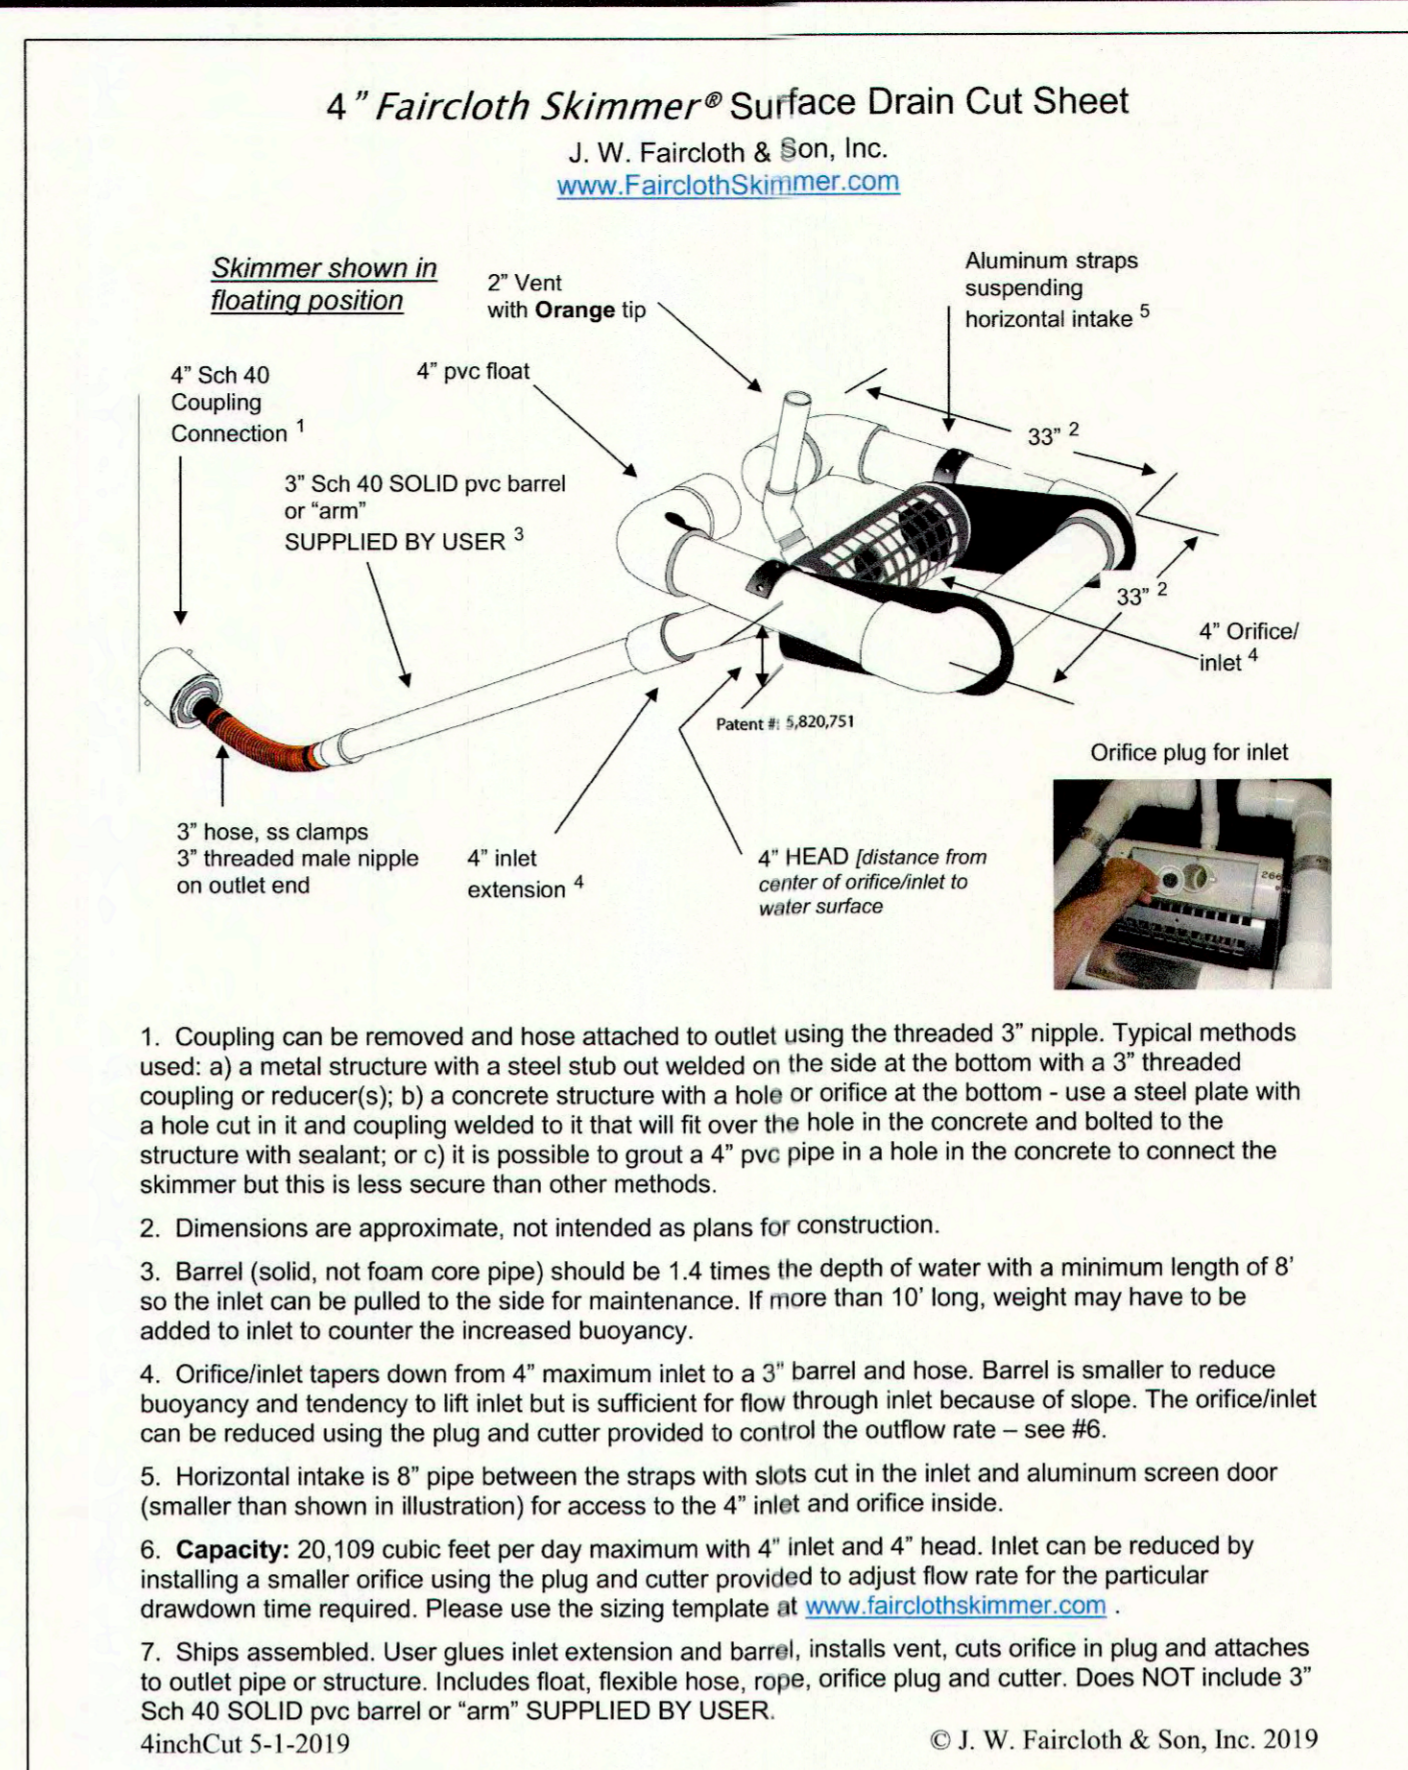 4" Faircloth Skimmer® Surface Drain Cut Sheet
J. W. Faircloth & Son, Inc.
www.FairclothSkimmer.com
Skimmer shown in
floating position
2" Vent
with Orange tip
Aluminum straps
suspending
horizontal intake 5
4" Sch 40
Coupling
Connection 1
4" pvc float
33" 2
3" Sch 40 SOLID pvc barrel
or "arm"
SUPPLIED BY USER 3
33" 2
4" Orifice/
inlet 4
Patent #: 5,820,751
Orifice plug for inlet
3" hose, ss clamps
3" threaded male nipple
on outlet end
4" inlet
extension 4
4" HEAD [distance from
center of orifice/inlet to
water surface
266
1. Coupling can be removed and hose attached to outlet using the threaded 3" nipple. Typical methods
used: a) a metal structure with a steel stub out welded on the side at the bottom with a 3" threaded
coupling or reducer(s); b) a concrete structure with a hole or orifice at the bottom - use a steel plate with
a hole cut in it and coupling welded to it that will fit over the hole in the concrete and bolted to the
structure with sealant; or c) it is possible to grout a 4" pvc pipe in a hole in the concrete to connect the
skimmer but this is less secure than other methods.
2. Dimensions are approximate, not intended as plans for construction.
3. Barrel (solid, not foam core pipe) should be 1.4 times the depth of water with a minimum length of 8'
so the inlet can be pulled to the side for maintenance. If more than 10' long, weight may have to be
added to inlet to counter the increased buoyancy.
4. Orifice/inlet tapers down from 4" maximum inlet to a 3" barrel and hose. Barrel is smaller to reduce
buoyancy and tendency to lift inlet but is sufficient for flow through inlet because of slope. The orifice/inlet
can be reduced using the plug and cutter provided to control the outflow rate – see #6.
5. Horizontal intake is 8" pipe between the straps with slots cut in the inlet and aluminum screen door
(smaller than shown in illustration) for access to the 4" inlet and orifice inside.
6. Capacity: 20,109 cubic feet per day maximum with 4" inlet and 4" head. Inlet can be reduced by
installing a smaller orifice using the plug and cutter provided to adjust flow rate for the particular
drawdown time required. Please use the sizing template at www.fairclothskimmer.com .
7. Ships assembled. User glues inlet extension and barrel, installs vent, cuts orifice in plug and attaches
to outlet pipe or structure. Includes float, flexible hose, rope, orifice plug and cutter. Does NOT include 3"
Sch 40 SOLID pvc barrel or "arm" SUPPLIED BY USER.
4inchCut 5-1-2019
© J. W. Faircloth & Son, Inc. 2019